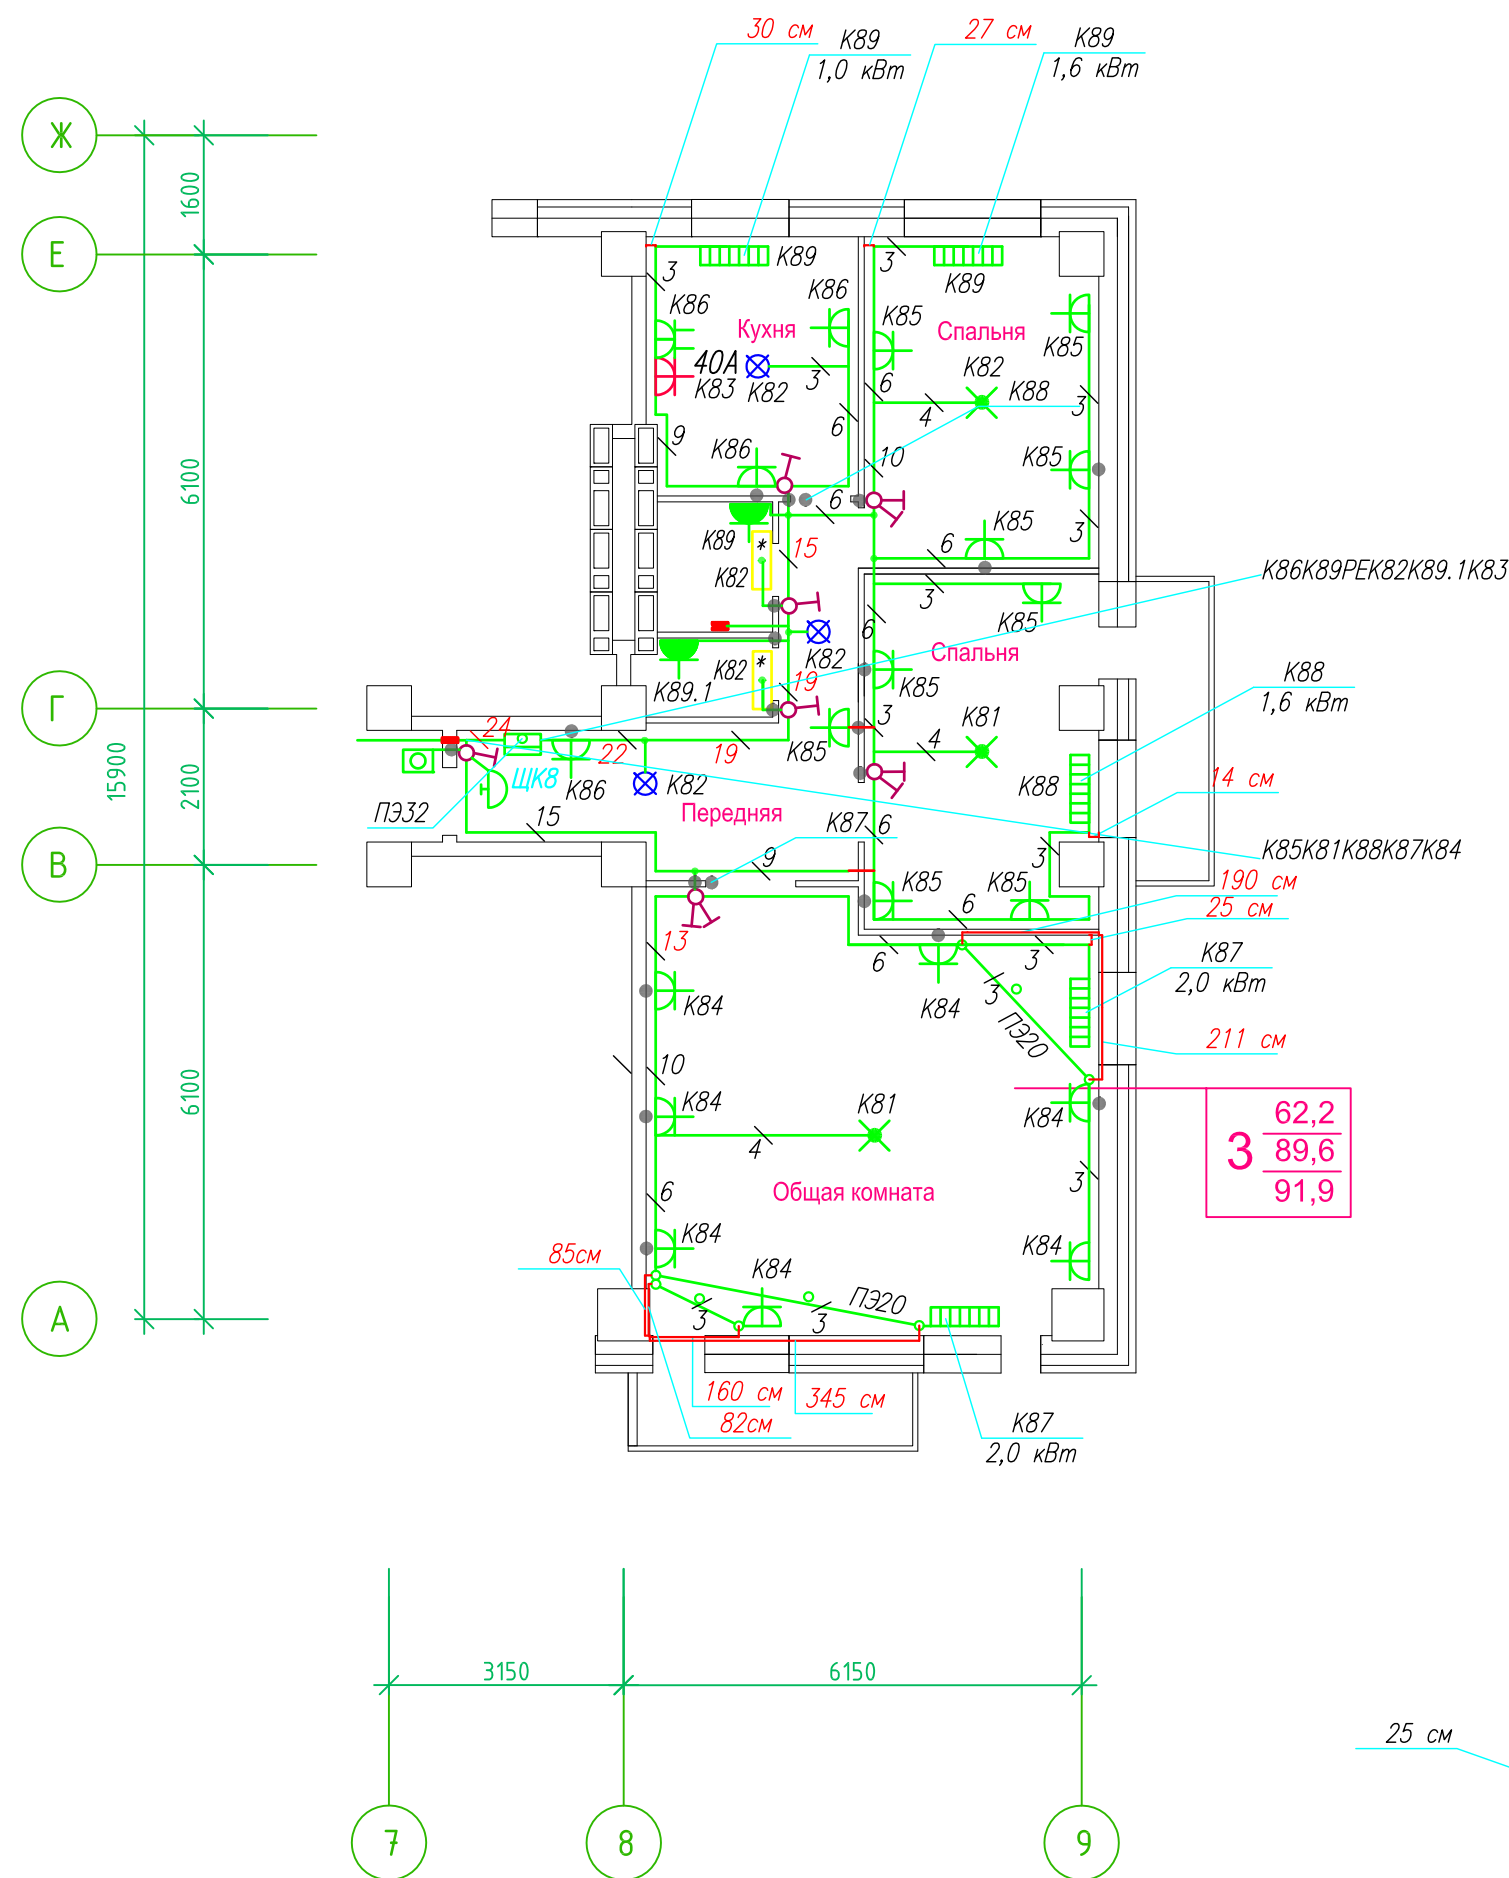 30 см
К89
1,0 кВт
27 см
К89
1,6 кВт
Ж
1600
Е
К89
3
К86
К86
Кухня
40А
К83
К82
3
6
9
К86
3
К89
К85
Спальня
К85
К82
К88
6
4
3
10
К85
6
К85
3
6
К89
15
К82
6100
К86К89РЕК82К89.1К83
3
К85
6
Спальня
К82
К82
К89.1
19
К85
К88
1,6 кВт
Г
24
22
19
3
К85
К81
4
ЩК8
К86
К82
К88
14 см
15900
2100
ПЭ32
Передняя
15
К87
6
3
К85К81К88К87К84
В
9
К85
К85
190 см
25 см
6
13
6
3
К87
2,0 кВт
К84
К84
3
ПЭ20
211 см
10
К84
К81
К84
4
3
62,2
89,6
91,9
6100
3
6
Общая комната
К84
К84
85см
К84
3
3
ПЭ20
А
160 см
345 см
82см
К87
2,0 кВт
3150
6150
25 см
7
8
9